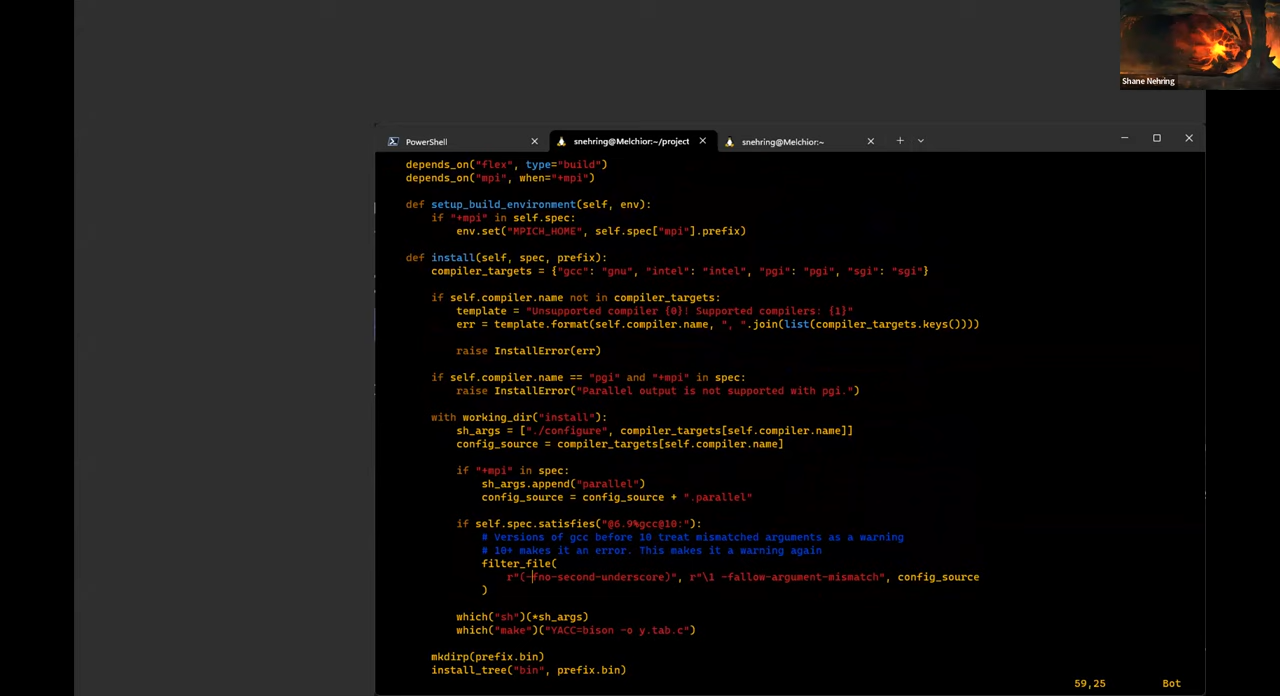 Shane Nehring
PowerShell
snehring@Melchior:~/project
snehring@Melchior:~
depends_on("flex", type="build")
depends_on("mpi", when="+mpi")
def setup_build_environment(self, env):
if "+mpi" in self.spec:
env.set("MPICH_HOME", self.spec["mpi"].prefix)
def install(self, spec, prefix):
compiler_targets = {"gcc": "gnu", "intel": "intel", "pgi": "pgi", "sgi": "sgi"}
if self.compiler.name not in compiler_targets:
template = "Unsupported compiler {0}! Supported compilers: {1}"
err = template.format(self.compiler.name, ", ".join(list(compiler_targets.keys())))
raise InstallError(err)
if self.compiler.name == "pgi" and "+mpi" in spec:
raise InstallError("Parallel output is not supported with pgi.")
with working_dir("install"):
sh_args = ["./configure", compiler_targets[self.compiler.name]]
config_source = compiler_targets[self.compiler.name]
if "+mpi" in spec:
sh_args.append("parallel")
config_source = config_source + ".parallel"
if self.spec.satisfies("@6.9%gcc@10:"):
# Versions of gcc before 10 treat mismatched arguments as a warning
# 10+ makes it an error. This makes it a warning again
filter_file(
r"(-fno-second-underscore)", r"\1 -fallow-argument-mismatch", config_source
)
which("sh")(*sh_args)
which("make")("YACC=bison -o y.tab.c")
mkdirp(prefix.bin)
install_tree("bin", prefix.bin)
59,25 Bot